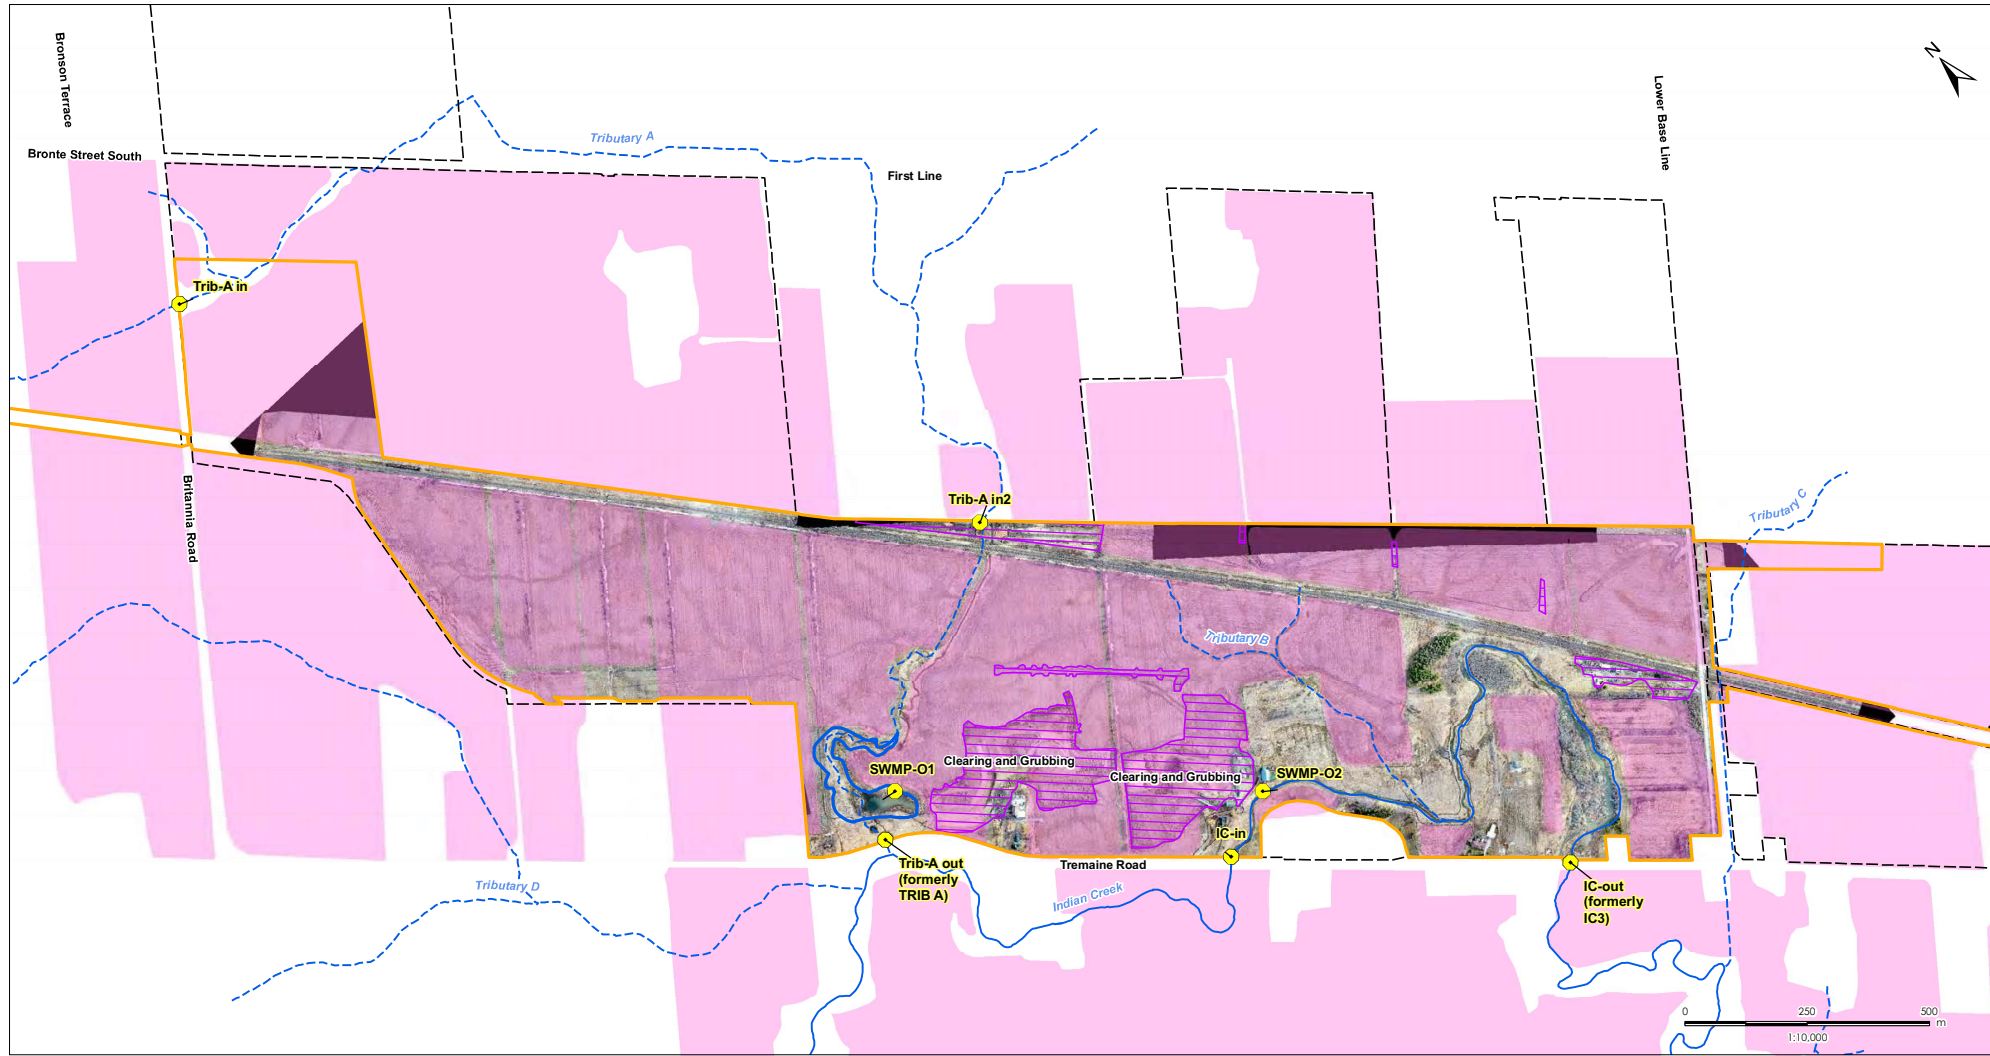 Bronson Terrace
N
Lower Base Line
Tributary A
Bronte Street South
First Line
Trib-A in
Tributary C
Trib-A in2
Britannia Road
Tributary B
Clearing and Grubbing
SWMP-O1
Clearing and Grubbing
SWMP-O2
IC-in
Trib-A out
(formerly
TRIB A)
Tremaine Road
Tributary D
Indian Creek
IC-out
(formerly
IC3)
0 250 500
m
1:10,000